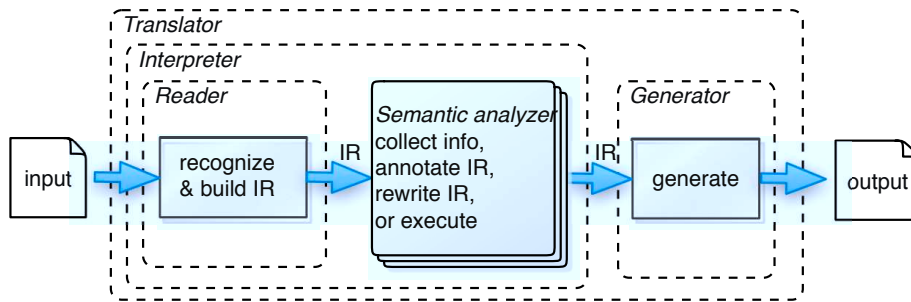 Translator
Interpreter
Reader
Generator
input
recognize
& build IR
IR
Semantic analyzer
collect info,
annotate IR,
rewrite IR,
or execute
IR
generate
output